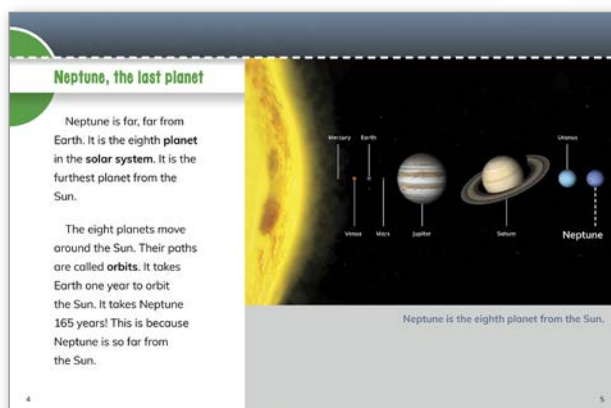 Neptune, the last planet
Neptune is far, far from
Earth. It is the eighth planet
in the solar system. It is the
furthest planet from the
Sun.
The eight planets move
around the Sun. Their paths
are called orbits. It takes
Earth one year to orbit
the Sun. It takes Neptune
165 years! This is because
Neptune is so far from
the Sun.
4
Mercury Earth Uranus
Venus Mars Jupiter Saturn Neptune
Neptune is the eighth planet from the Sun.
5